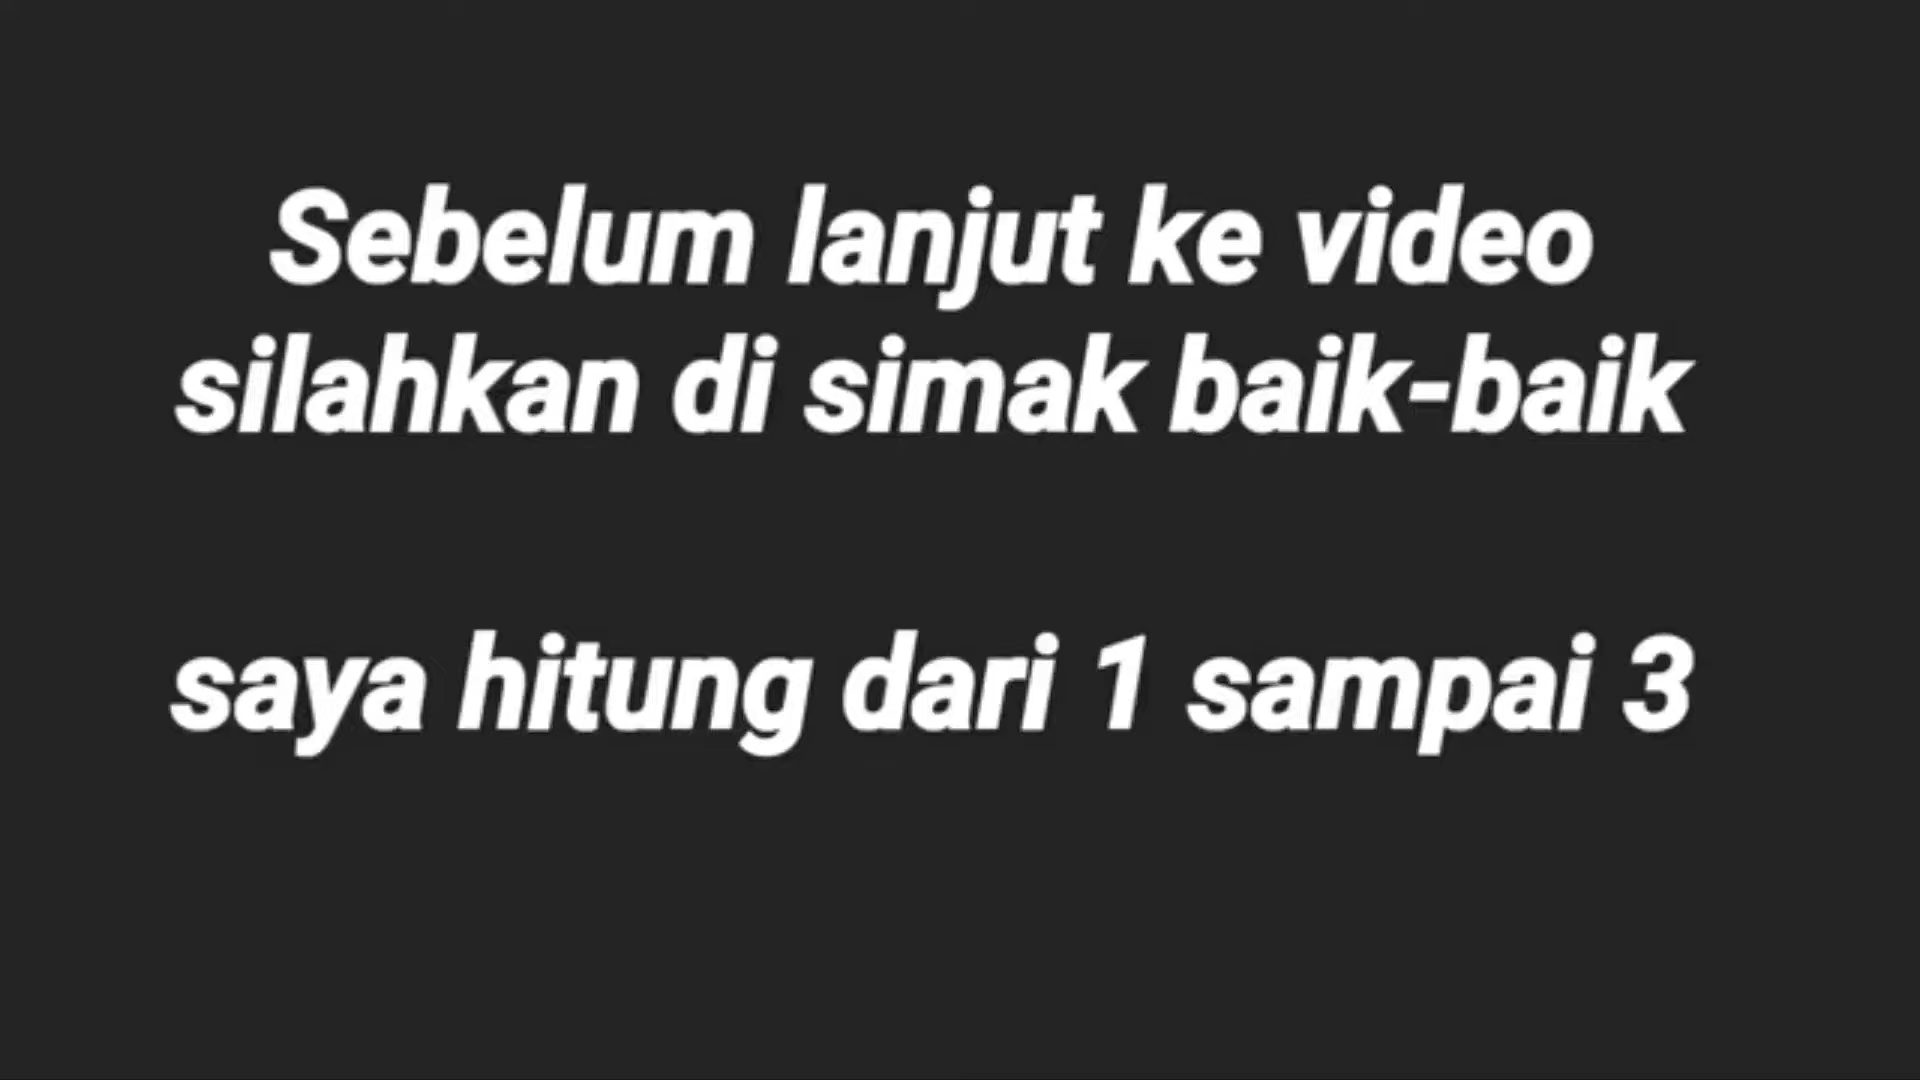 Sebelum lanjut ke video
silahkan di simak baik-baik
saya hitung dari 1 sampai 3